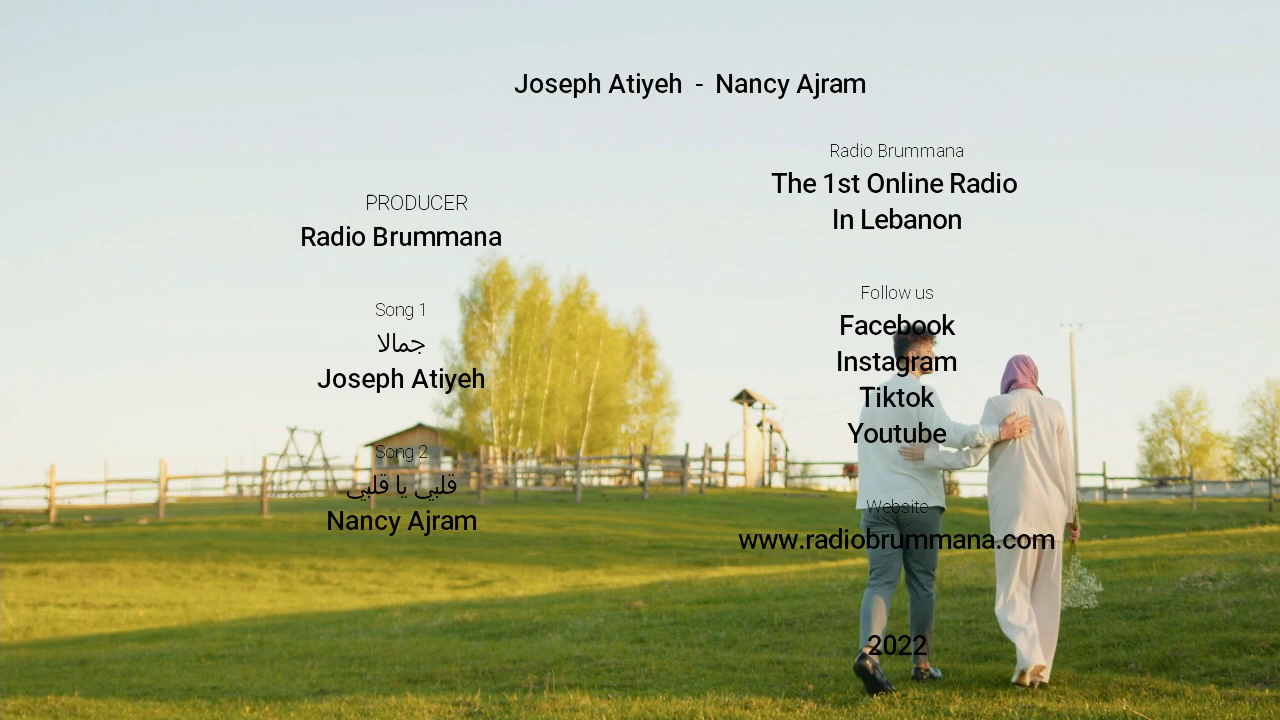 Joseph Atiyeh - Nancy Ajram
PRODUCER
Radio Brummana
Song 1
جمالا
Joseph Atiyeh
Song 2
قلبي يا قلبي
Nancy Ajram
Radio Brummana
The 1st Online Radio
In Lebanon
Follow us
Facebook
Instagram
Tiktok
Youtube
Website
www.radiobrummana.com
2022